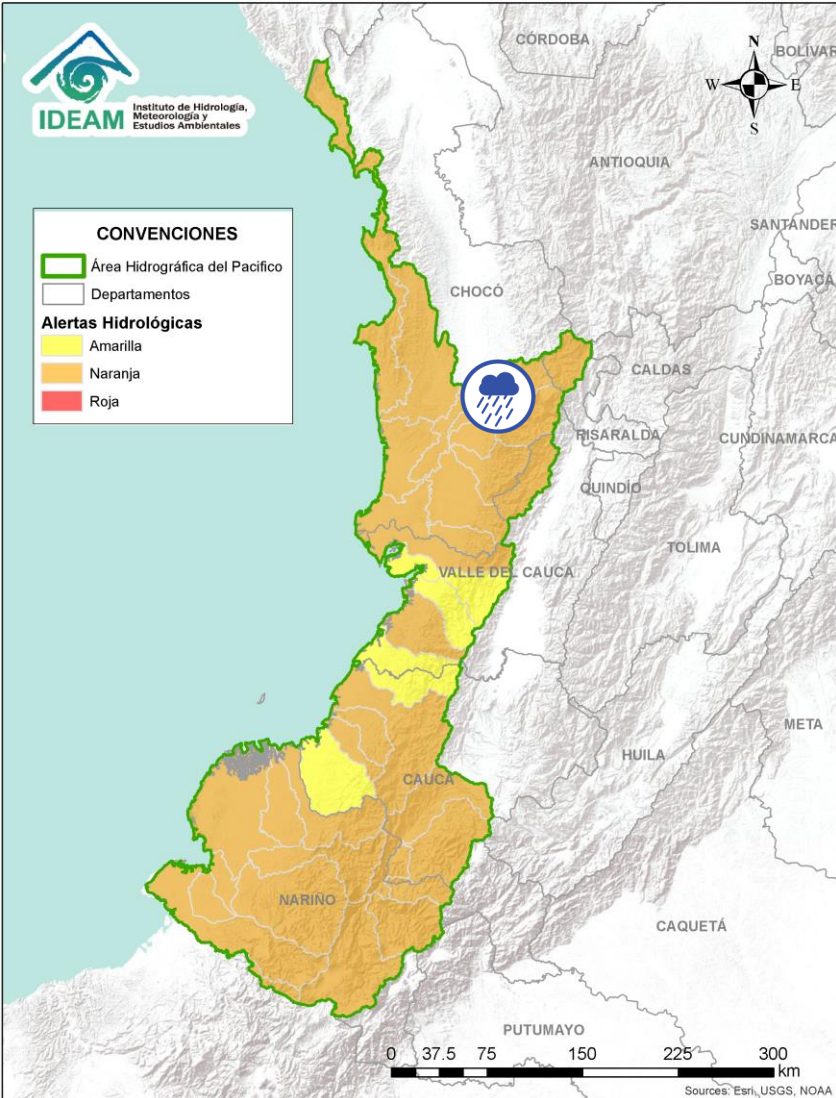 IDEAM
Instituto de Hidrología,
Meteorología y
Estudios Ambientales
CÓRDOBA
BOLÍVAR
N
W E
S
ANTIOQUIA
SANTANDER
BOYACÁ
CONVENCIONES
Área Hidrográfica del Pacifico
Departamentos
Alertas Hidrológicas
Amarilla
Naranja
Roja
CHOCÓ
CALDAS
RISARALDA
CUNDINAMARCA
QUINDÍO
TOLIMA
VALLE DEL CAUCA
META
HUILA
CAUCA
NARIÑO
CAQUETÁ
PUTUMAYO
0 37.5 75 150 225 300
km
Sources: Esri, USGS, NOAA